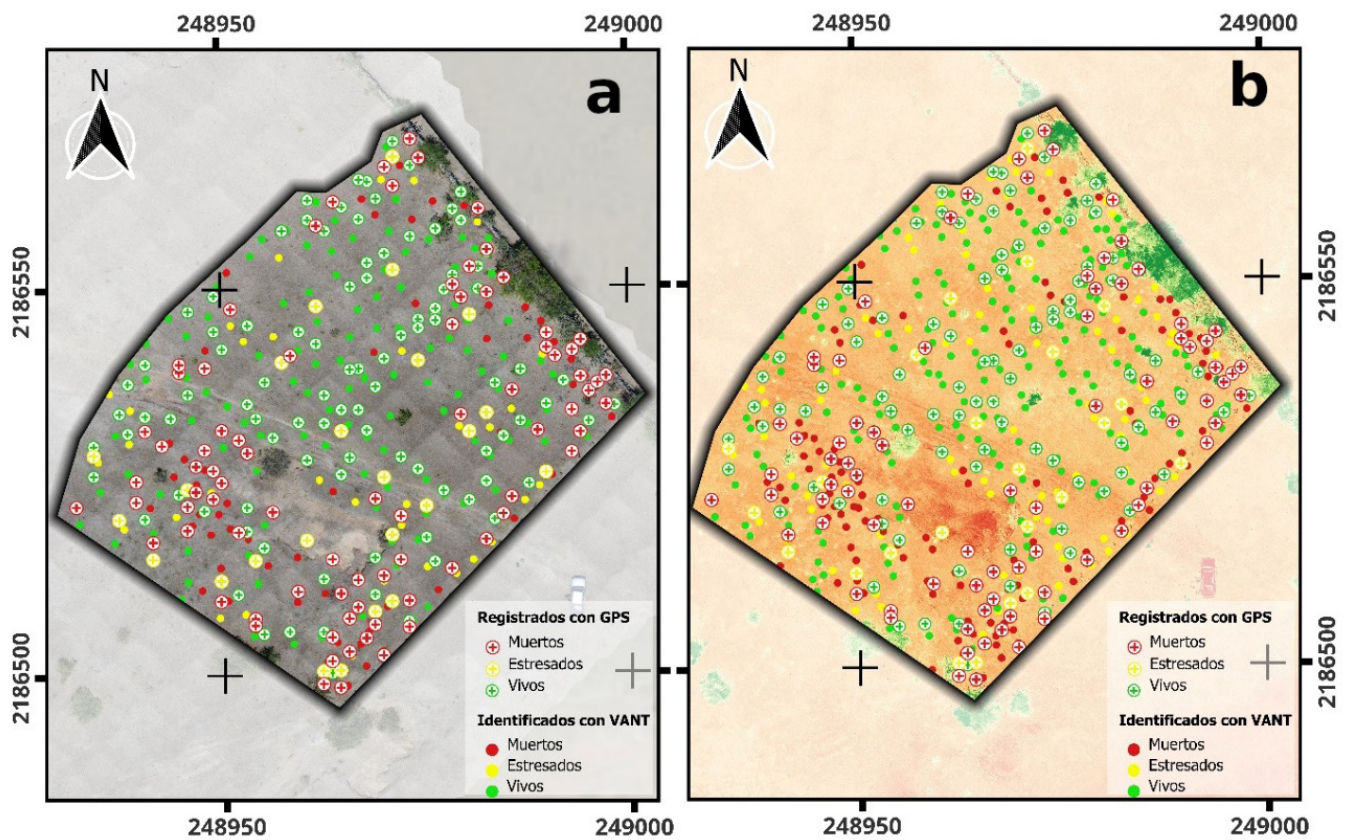 248950
249000
248950
249000
N
a
N
b
2186550
2186550
2186500
2186500
Registrados con GPS
Muertos
Estresados
Vivos
Identificados con VANT
Muertos
Estresados
Vivos
Registrados con GPS
Muertos
Estresados
Vivos
Identificados con VANT
Muertos
Estresados
Vivos
248950
249000
248950
249000